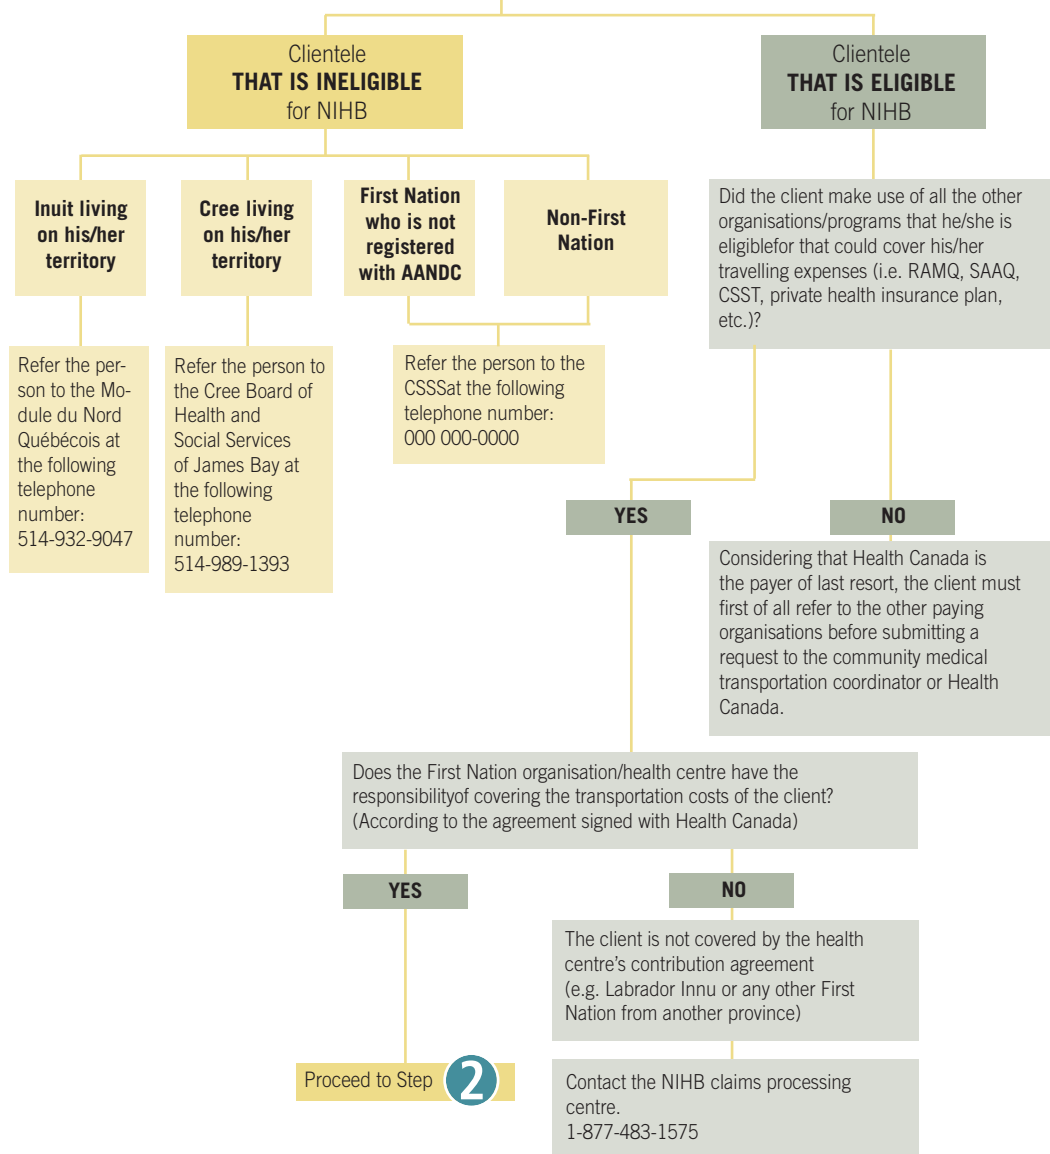 Clientele
THAT IS INELIGIBLE
for NIHB
Clientele
THAT IS ELIGIBLE
for NIHB
Inuit living
on his/her
territory
Cree living
on his/her
territory
First Nation
who is not
registered
with AANDC
Non-First
Nation
Did the client make use of all the other
organisations/programs that he/she is
eligiblefor that could cover his/her
travelling expenses (i.e. RAMQ, SAAQ,
CSST, private health insurance plan,
etc.)?
Refer the per-
son to the Mo-
dule du Nord
Québécois at
the following
telephone
number:
514-932-9047
Refer the person to
the Cree Board of
Health and
Social Services
of James Bay at
the following
telephone
number:
514-989-1393
Refer the person to the
CSSSat the following
telephone number:
000 000-0000
YES
NO
Considering that Health Canada is
the payer of last resort, the client must
first of all refer to the other paying
organisations before submitting a
request to the community medical
transportation coordinator or Health
Canada.
Does the First Nation organisation/health centre have the
responsibilityof covering the transportation costs of the client?
(According to the agreement signed with Health Canada)
YES
NO
The client is not covered by the health
centre's contribution agreement
(e.g. Labrador Innu or any other First
Nation from another province)
Proceed to Step 2
Contact the NIHB claims processing
centre.
1-877-483-1575